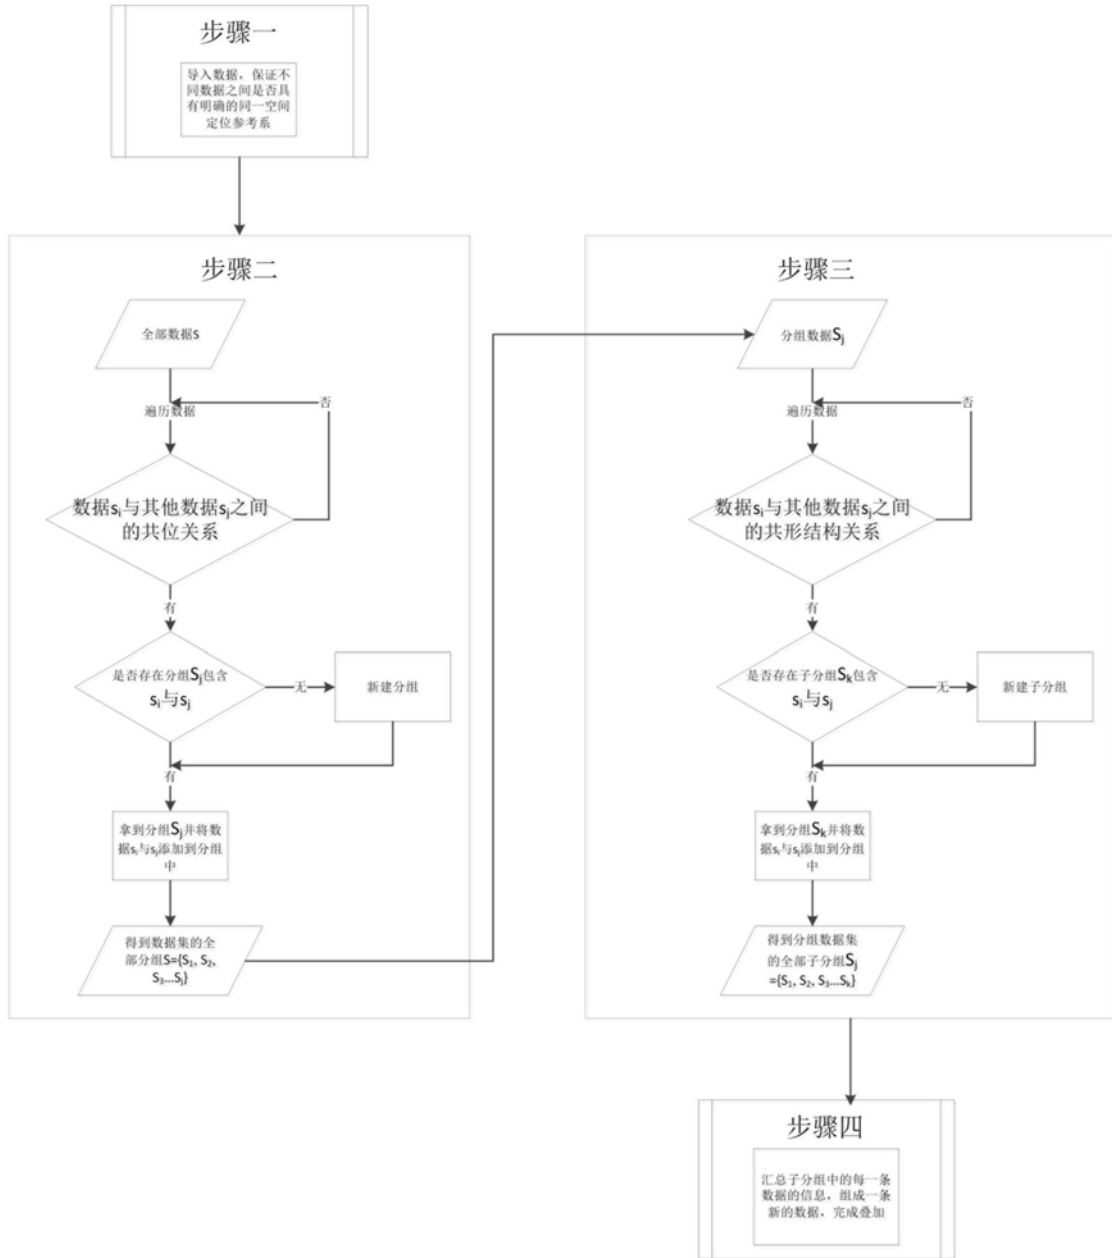 步骤一
导入数据，保证不
同数据之间是否具
有明确的同一空间
定位参考系
步骤二
全部数据s
遍历数据
否
数据sᵢ与其他数据sⱼ之间
的共位关系
有
是否存在分组Sⱼ包含
sᵢ与sⱼ
无
新建分组
有
拿到分组Sⱼ并将数
据sᵢ与sⱼ添加到分组
中
得到数据集的全
部分组S={S₁, S₂,
S₃...Sⱼ}
步骤三
分组数据Sⱼ
遍历数据
否
数据sᵢ与其他数据sⱼ之间
的共形结构关系
有
是否存在子分组Sₖ包含
sᵢ与sⱼ
无
新建子分组
有
拿到分组Sₖ并将数
据sᵢ与sⱼ添加到分组
中
得到分组数据集
的全部子分组Sⱼ
={S₁, S₂, S₃...Sₖ}
步骤四
汇总子分组中的每一条
数据的信息，组成一条
新的数据，完成叠加